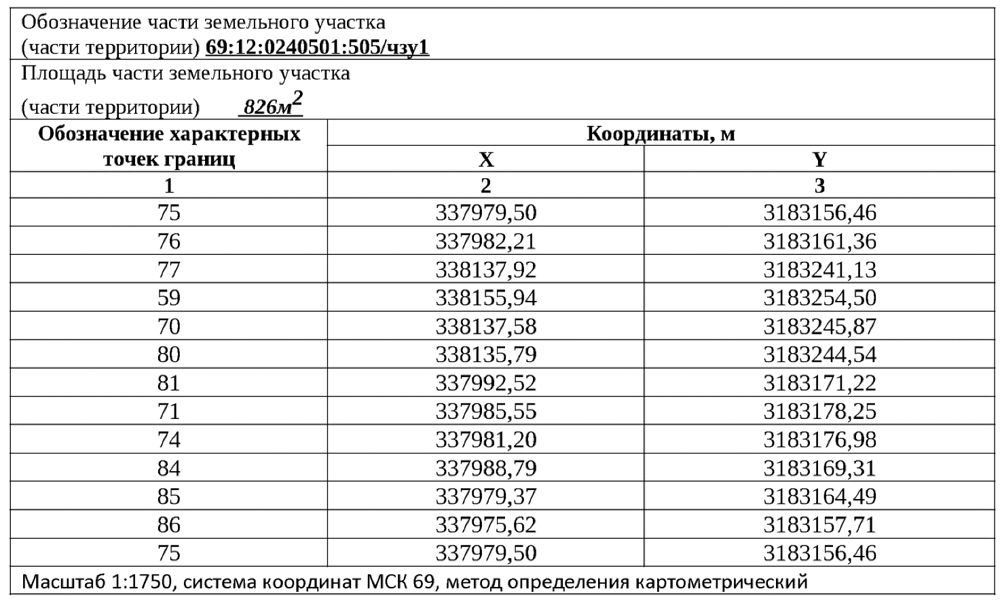 Обозначение части земельного участка
(части территории) 69:12:0240501:505/чзу1
Площадь части земельного участка
(части территории) 826м²
Обозначение характерных точек границ
Координаты, м
X Y
1 2 3
75 337979,50 3183156,46
76 337982,21 3183161,36
77 338137,92 3183241,13
59 338155,94 3183254,50
70 338137,58 3183245,87
80 338135,79 3183244,54
81 337992,52 3183171,22
71 337985,55 3183178,25
74 337981,20 3183176,98
84 337988,79 3183169,31
85 337979,37 3183164,49
86 337975,62 3183157,71
75 337979,50 3183156,46
Масштаб 1:1750, система координат МСК 69, метод определения картометрический